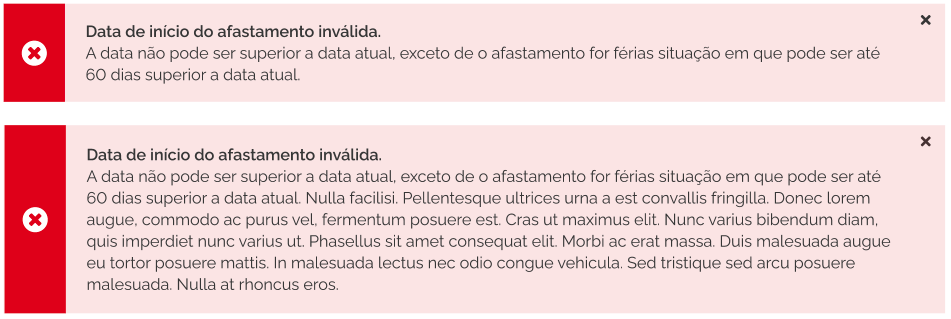 Data de início do afastamento inválida.
A data não pode ser superior a data atual, exceto de o afastamento for férias situação em que pode ser até
60 dias superior a data atual.
Data de início do afastamento inválida.
A data não pode ser superior a data atual, exceto de o afastamento for férias situação em que pode ser até
60 dias superior a data atual. Nulla facilisi. Pellentesque ultrices urna a est convallis fringilla. Donec lorem
augue, commodo ac purus vel, fermentum posuere est. Cras ut maximus elit. Nunc varius bibendum diam,
quis imperdiet nunc varius ut. Phasellus sit amet consequat elit. Morbi ac erat massa. Duis malesuada augue
eu tortor posuere mattis. In malesuada lectus nec odio congue vehicula. Sed tristique sed arcu posuere
malesuada. Nulla at rhoncus eros.